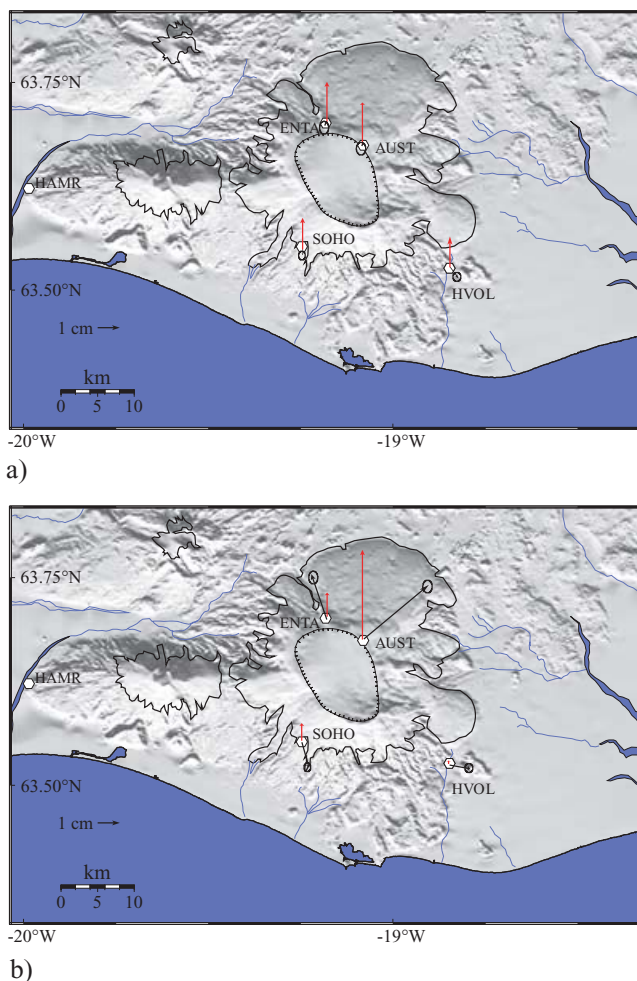 63.75°N
ENTA
AUST
HAMR
SOHO
HVOL
63.50°N
1 cm
km
0 5 10
-20°W -19°W
a)
63.75°N
ENTA
AUST
HAMR
SOHO
HVOL
63.50°N
1 cm
km
0 5 10
-20°W -19°W
b)